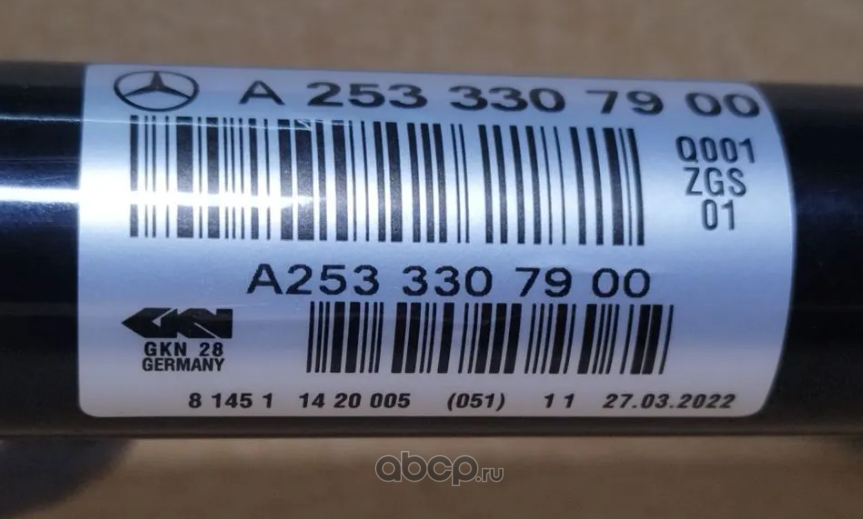 A 253 330 79 00
Q001
ZGS
01
A253 330 79 00
GKN
GKN 28
GERMANY
8 145 1 14 20 005 (051) 1 1 27.03.2022
abcp.ru